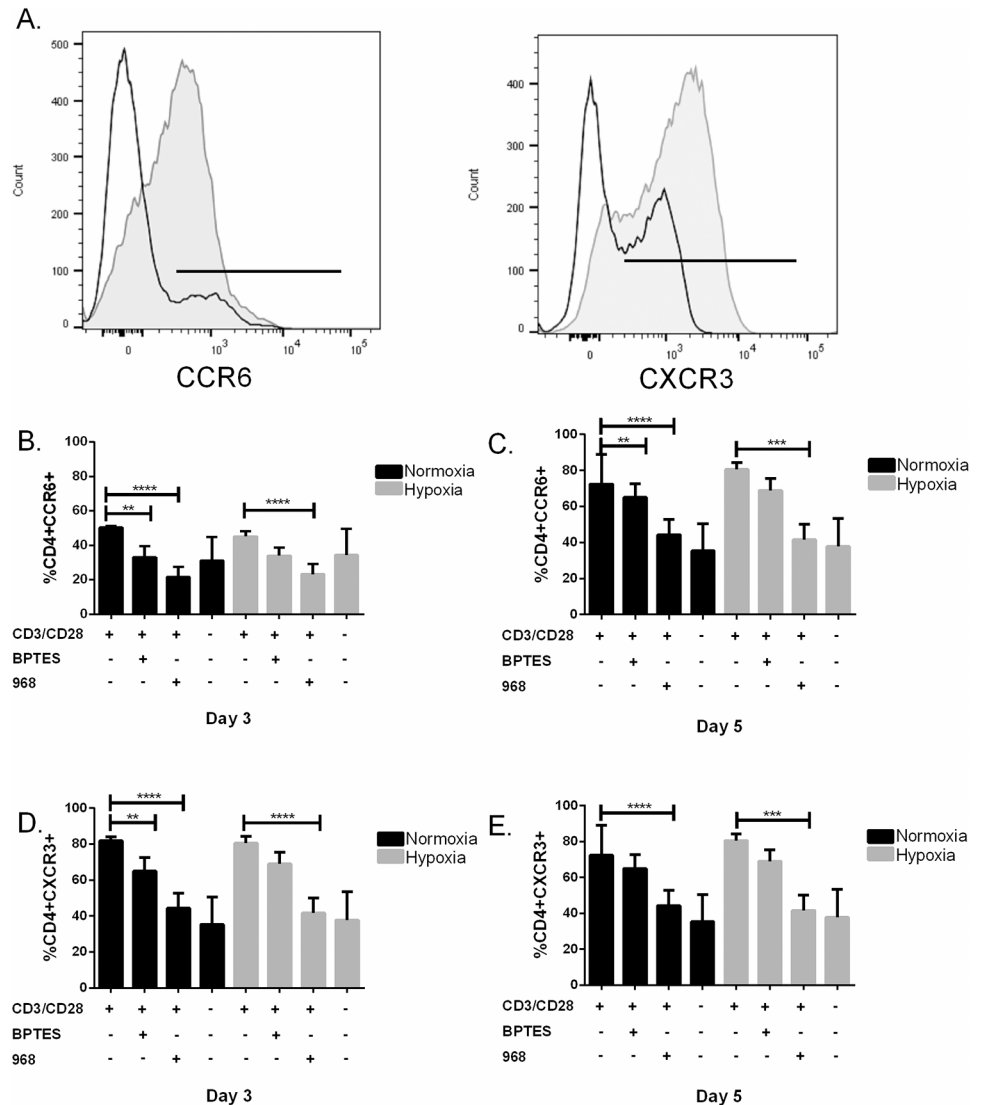 A.
500
400
300
200
100
0
Count
0 10³ 10⁴ 10⁵
CCR6
400
300
200
100
0
Count
0 10³ 10⁴ 10⁵
CXCR3
B.
100
80
60
40
20
0
%CD4+CCR6+
**** ** ****
Normoxia
Hypoxia
CD3/CD28 + + + - + + + -
BPTES - + - - - + - -
968 - - + - - - + -
Day 3
C.
100
80
60
40
20
0
%CD4+CCR6+
**** ** ***
Normoxia
Hypoxia
CD3/CD28 + + + - + + + -
BPTES - + - - - + - -
968 - - + - - - + -
Day 5
D.
100
80
60
40
20
0
%CD4+CXCR3+
**** ** ****
Normoxia
Hypoxia
CD3/CD28 + + + - + + + -
BPTES - + - - - + - -
968 - - + - - - + -
Day 3
E.
100
80
60
40
20
0
%CD4+CXCR3+
**** ***
Normoxia
Hypoxia
CD3/CD28 + + + - + + + -
BPTES - + - - - + - -
968 - - + - - - + -
Day 5